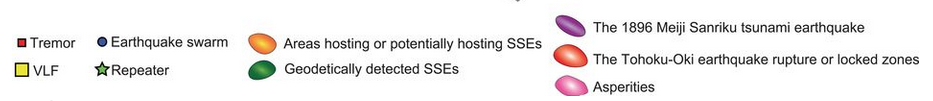 Tremor
Earthquake swarm
VLF
Repeater
Areas hosting or potentially hosting SSEs
Geodetically detected SSEs
The 1896 Meiji Sanriku tsunami earthquake
The Tohoku-Oki earthquake rupture or locked zones
Asperities